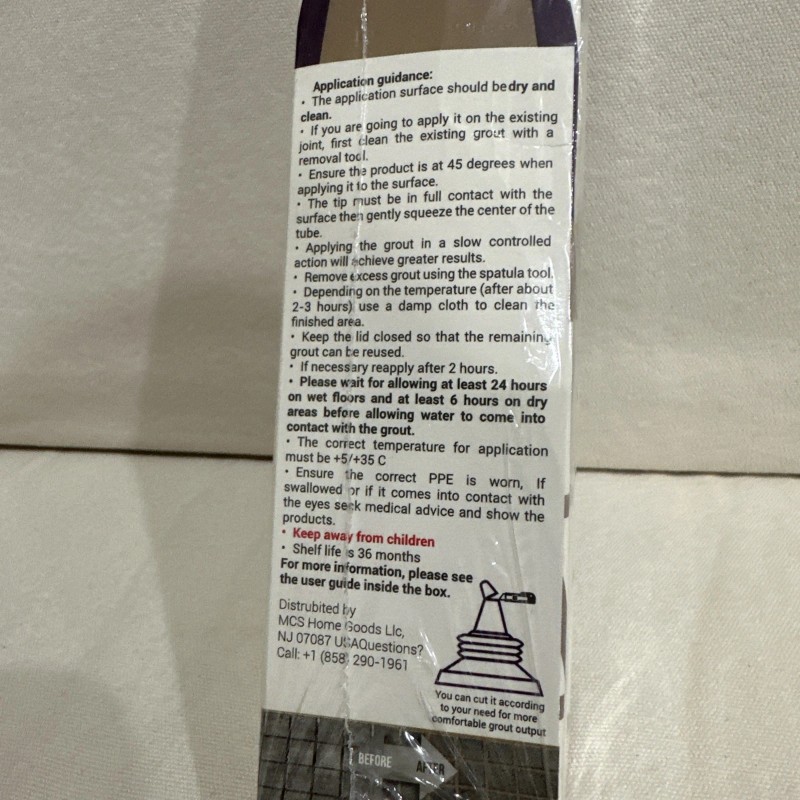 Application guidance:
• The application surface should be dry and
clean.
• If you are going to apply it on the existing
joint, first clean the existing grout with a
removal tool.
• Ensure the product is at 45 degrees when
applying it to the surface.
• The tip must be in full contact with the
surface then gently squeeze the center of the
tube.
• Applying the grout in a slow controlled
action will achieve greater results.
• Remove excess grout using the spatula tool.
• Depending on the temperature (after about
2-3 hours) use a damp cloth to clean the
finished area.
• Keep the lid closed so that the remaining
grout can be reused.
• If necessary reapply after 2 hours.
• Please wait for allowing at least 24 hours
on wet floors and at least 6 hours on dry
areas before allowing water to come into
contact with the grout.
• The correct temperature for application
must be +5/+35 C
• Ensure the correct PPE is worn, If
swallowed or if it comes into contact with
the eyes seek medical advice and show the
products.
• Keep away from children
• Shelf life is 36 months
For more information, please see
the user guide inside the box.
Distrubited by
MCS Home Goods Llc,
NJ 07087 USAQuestions?
Call: +1 (858) 290-1961
You can cut it according
to your need for more
comfortable grout output
BEFORE AFTER